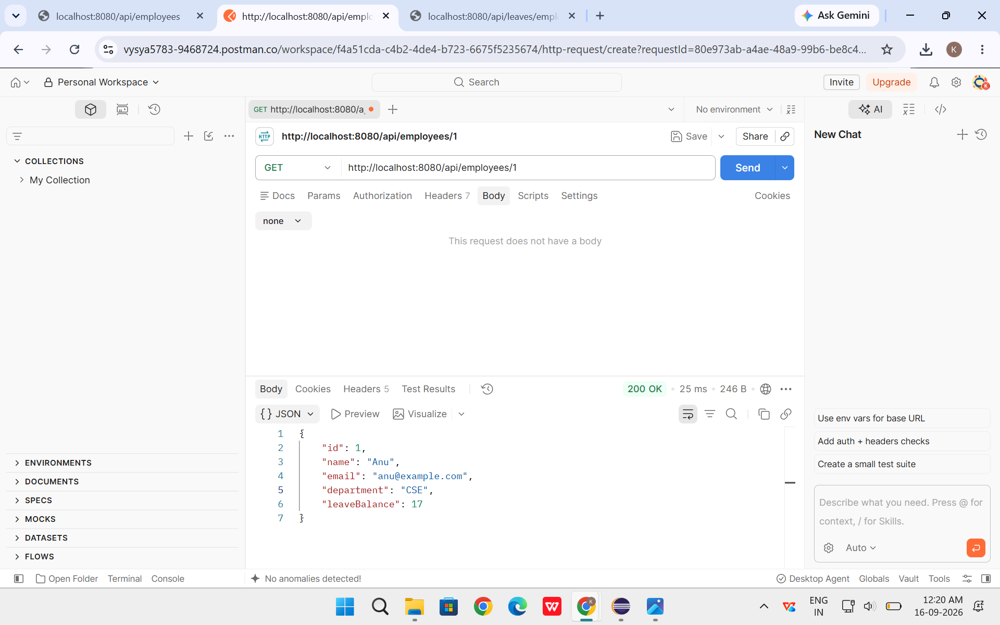 localhost:8080/api/employees
http://localhost:8080/api/emplo
localhost:8080/api/leaves/empl
Ask Gemini
vysya5783-9468724.postman.co/workspace/f4a51cda-c4b2-4de4-b723-6675f5235674/http-request/create?requestId=80e973ab-a4ae-48a9-99b6-be8c4...
K
Personal Workspace
Search
Invite
Upgrade
K
GET http://localhost:8080/a
No environment
AI
HTTP
http://localhost:8080/api/employees/1
Save
Share
New Chat
COLLECTIONS
My Collection
GET
http://localhost:8080/api/employees/1
Send
Docs
Params
Authorization
Headers 7
Body
Scripts
Settings
Cookies
none
This request does not have a body
Body
Cookies
Headers 5
Test Results
200 OK
25 ms
246 B
{ } JSON
Preview
Visualize
1 {
2 "id": 1,
3 "name": "Anu",
4 "email": "anu@example.com",
5 "department": "CSE",
6 "leaveBalance": 17
7 }
Use env vars for base URL
Add auth + headers checks
Create a small test suite
Describe what you need. Press @ for
context, / for Skills.
Auto
ENVIRONMENTS
DOCUMENTS
SPECS
MOCKS
DATASETS
FLOWS
Open Folder
Terminal
Console
No anomalies detected!
Desktop Agent
Globals
Vault
Tools
W
K
ENG
IN
12:20 AM
16-09-2026